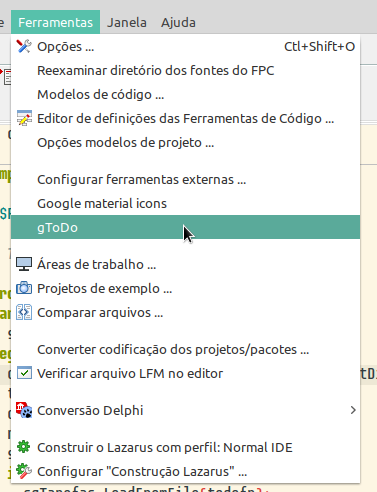 e Ferramentas Janela Ajuda
Opções ... Ctl+Shift+O
Reexaminar diretório dos fontes do FPC
Modelos de código ...
Editor de definições das Ferramentas de Código ...
Opções modelos de projeto ...
Configurar ferramentas externas ...
Google material icons
gToDo
Áreas de trabalho ...
Projetos de exemplo ...
Comparar arquivos ...
Converter codificação dos projetos/pacotes ...
Verificar arquivo LFM no editor
Conversão Delphi
Construir o Lazarus com perfil: Normal IDE
Configurar "Construção Lazarus" ...